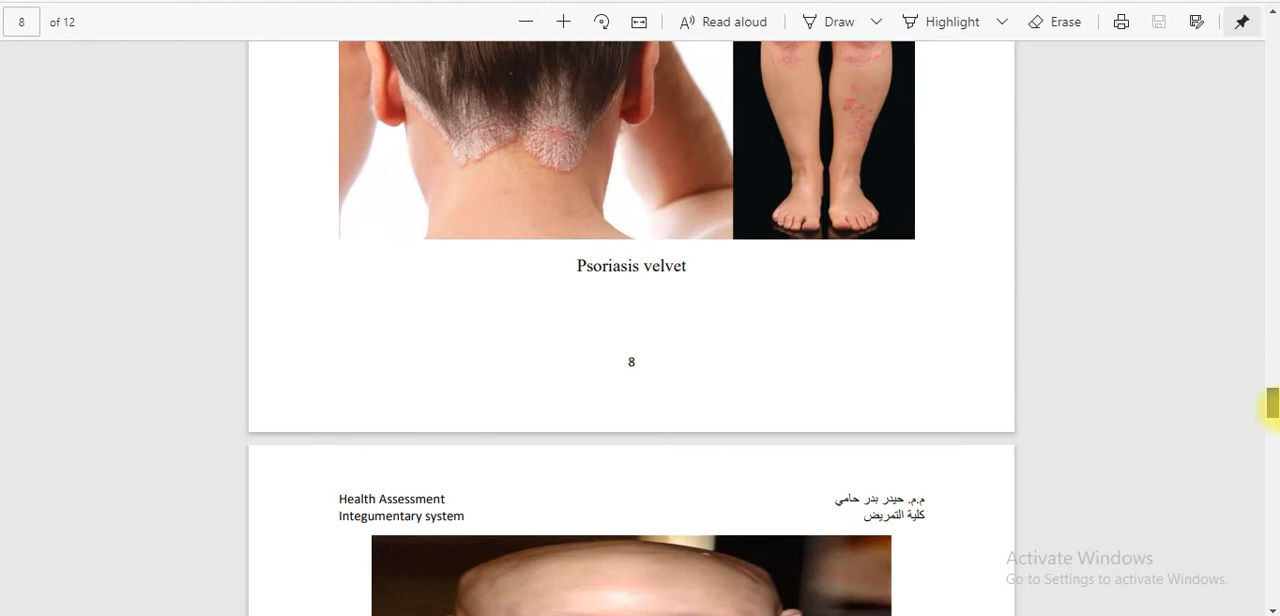 8 of 12 Read aloud Draw Highlight Erase
Psoriasis velvet
8
Health Assessment م.م. حيدر بدر حامي
Integumentary system كلية التمريض
Activate Windows
Go to Settings to activate Windows.